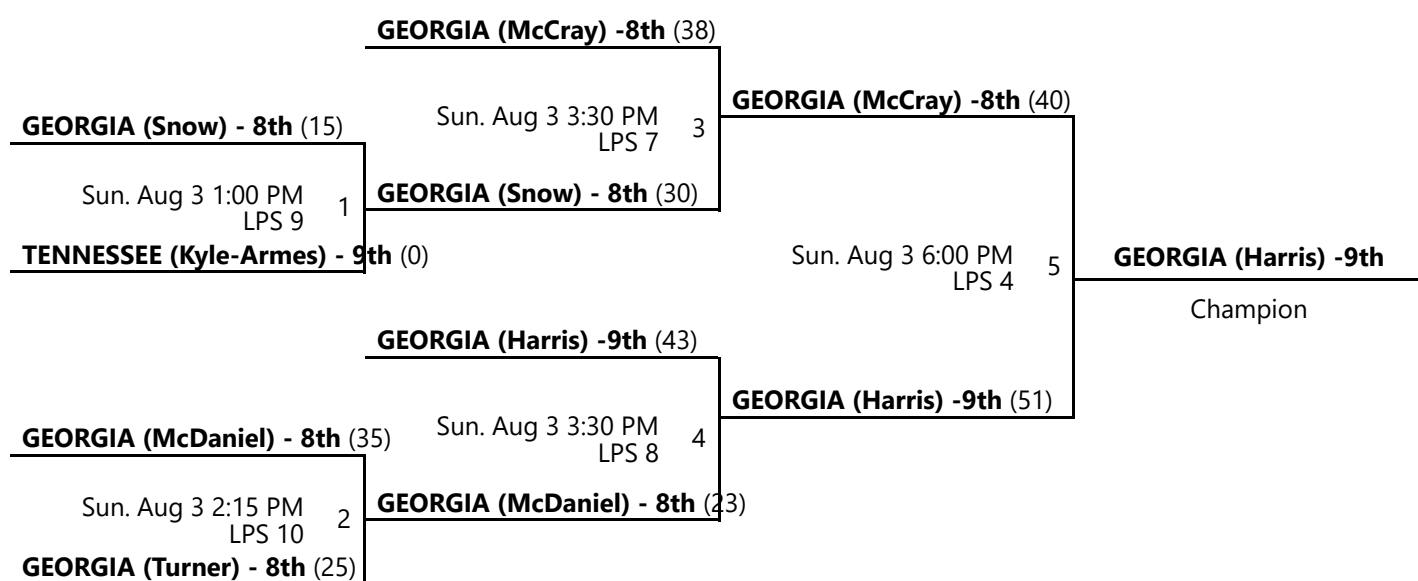 GEORGIA (McCray) -8th (38)
GEORGIA (McCray) -8th (40)
Sun. Aug 3 3:30 PM
LPS 7
3
GEORGIA (Snow) - 8th (15)
Sun. Aug 3 1:00 PM
LPS 9
1
GEORGIA (Snow) - 8th (30)
TENNESSEE (Kyle-Armes) - 9th (0)
Sun. Aug 3 6:00 PM
LPS 4
5
GEORGIA (Harris) -9th
Champion
GEORGIA (Harris) -9th (43)
GEORGIA (Harris) -9th (51)
GEORGIA (McDaniel) - 8th (35)
Sun. Aug 3 3:30 PM
LPS 8
4
Sun. Aug 3 2:15 PM
LPS 10
2
GEORGIA (McDaniel) - 8th (23)
GEORGIA (Turner) - 8th (25)